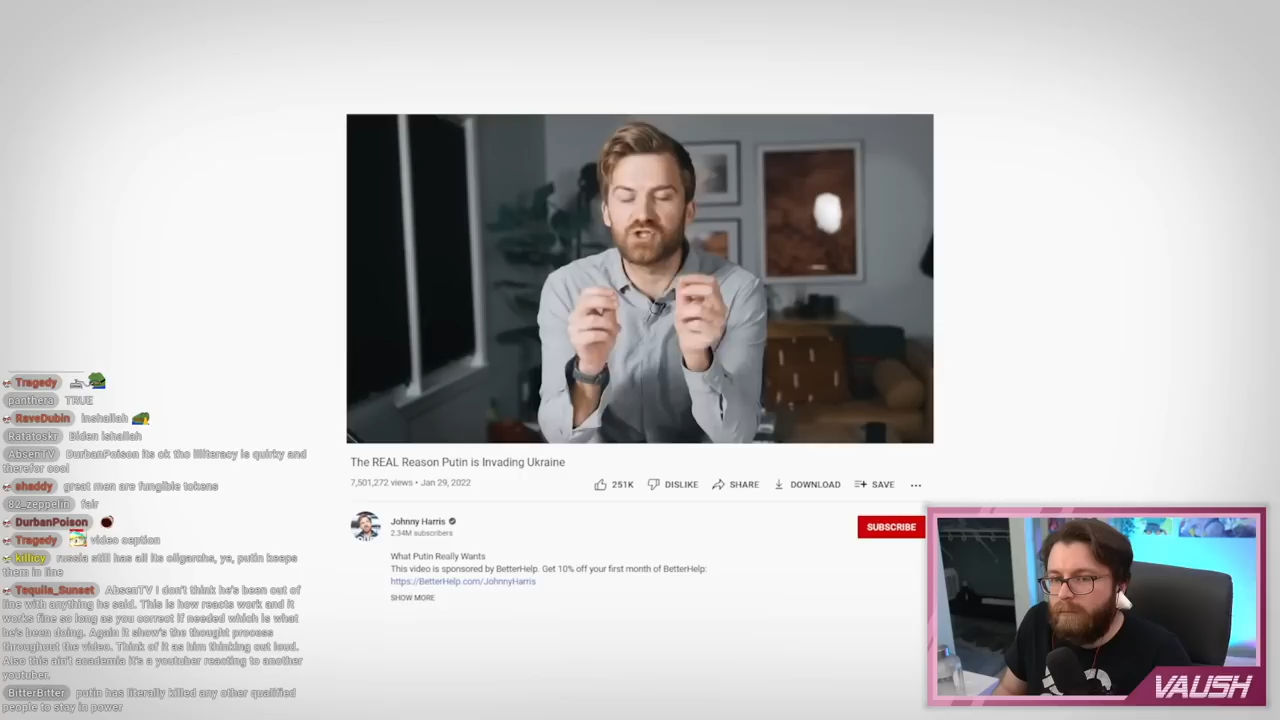 Tragedy
panthera TRUE
RaveDubin Inshallah
Ratatoskr Biden ishallah
AbsenTV DurbanPoison its ok tho illiteracy is quirky and
therefor cool
shaddy great men are fungible tokens
82_zeppelin fair
DurbanPoison
Tragedy video ception
killicy russia still has all its oligarchs, ye, putin keeps
them in line
Tequila_Sunset AbsenTV I don't think he's been out of
line with anything he said. This is how reacts work and it
works fine so long as you correct if needed which is what
he's been doing. Again it show's the thought process
throughout the video. Think of it as him thinking out loud.
Also this ain't academia it's a youtuber reacting to another
youtuber.
BitterBitter putin has literally killed any other qualified
people to stay in power
The REAL Reason Putin is Invading Ukraine
7,501,272 views • Jan 29, 2022
251K DISLIKE SHARE DOWNLOAD SAVE ...
Johnny Harris
2.34M subscribers
SUBSCRIBE
What Putin Really Wants
This video is sponsored by BetterHelp. Get 10% off your first month of BetterHelp:
https://BetterHelp.com/JohnnyHarris
SHOW MORE
VAUSH